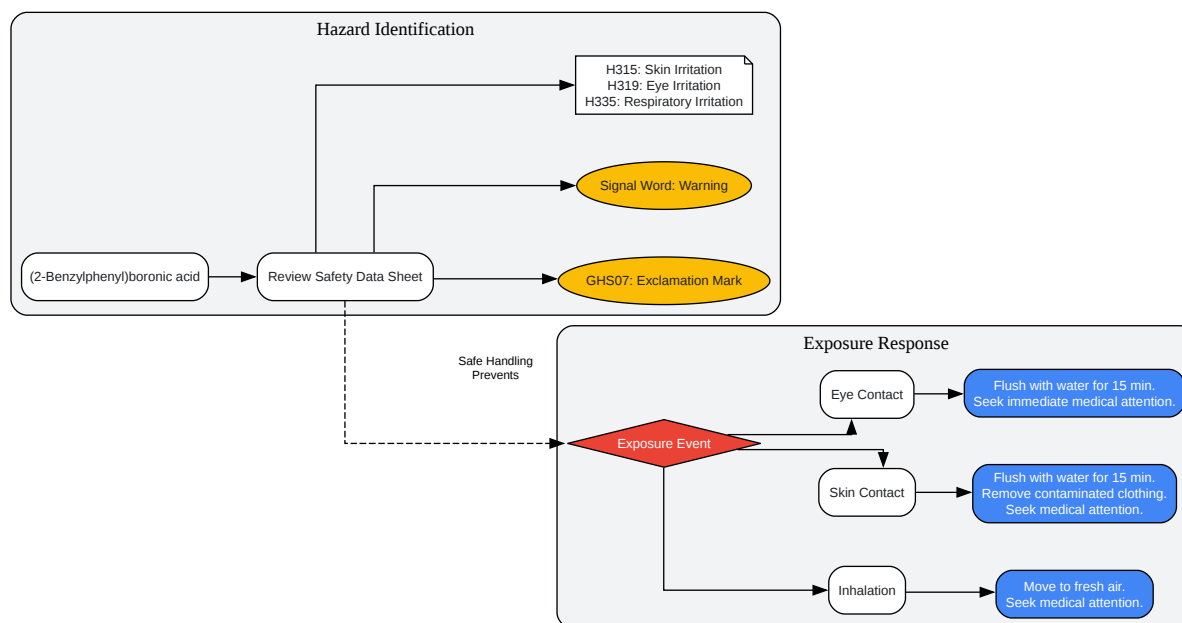 Hazard Identification
H315: Skin Irritation
H319: Eye Irritation
H335: Respiratory Irritation
Signal Word: Warning
(2-Benzylphenyl)boronic acid
Review Safety Data Sheet
GHS07: Exclamation Mark
Safe Handling
Prevents
Exposure Response
Eye Contact
Flush with water for 15 min.
Seek immediate medical attention.
Exposure Event
Skin Contact
Flush with water for 15 min.
Remove contaminated clothing.
Seek medical attention.
Inhalation
Move to fresh air.
Seek medical attention.